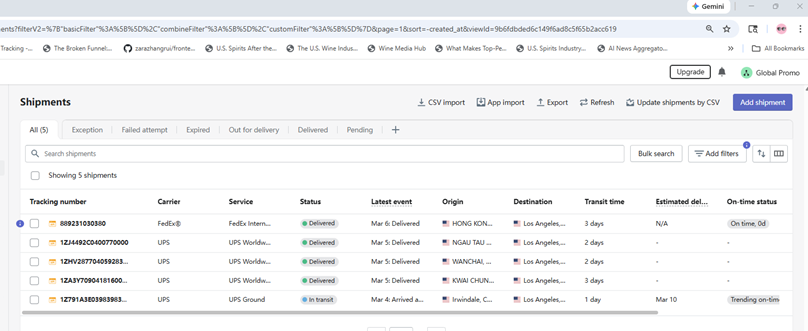 Gemini
ents?filterV2=%7B"basicFilter"%3A%5B%5D%2C"combineFilter"%3A%5B%5D%2C"customFilter"%3A%5B%5D%7D&page=1&sort=-created_at&viewId=9b6fdbded6c149f6ad8c5f65b2acc619
Tracking -... The Broken Funnel:... zarazhangrui/fronte... U.S. Spirits After the... The U.S. Wine Indus... Wine Media Hub What Makes Top-Pe... U.S. Spirits Industry... AI News Aggregato... » All Bookmarks
Upgrade Global Promo
Shipments CSV import App import Export Refresh Update shipments by CSV Add shipment
All (5) Exception Failed attempt Expired Out for delivery Delivered Pending +
Search shipments Bulk search Add filters
Showing 5 shipments
Tracking number Carrier Service Status Latest event Origin Destination Transit time Estimated del... On-time status
889231030380 FedEx® FedEx Intern... Delivered Mar 6: Delivered HONG KON... Los Angeles,... 3 days N/A On time, 0d
1ZJ4492C0400770000 UPS UPS Worldw... Delivered Mar 5: Delivered NGAU TAU ... Los Angeles,... 2 days - -
1ZHV287704059283... UPS UPS Worldw... Delivered Mar 5: Delivered WANCHAI, ... Los Angeles,... 2 days - -
1ZA3Y70904181600... UPS UPS Worldw... Delivered Mar 5: Delivered KWAI CHUN... Los Angeles,... 2 days - -
1Z791A3E03983983... UPS UPS Ground In transit Mar 4: Arrived a... Irwindale, C... Los Angeles,... 1 day Mar 10 Trending on-time